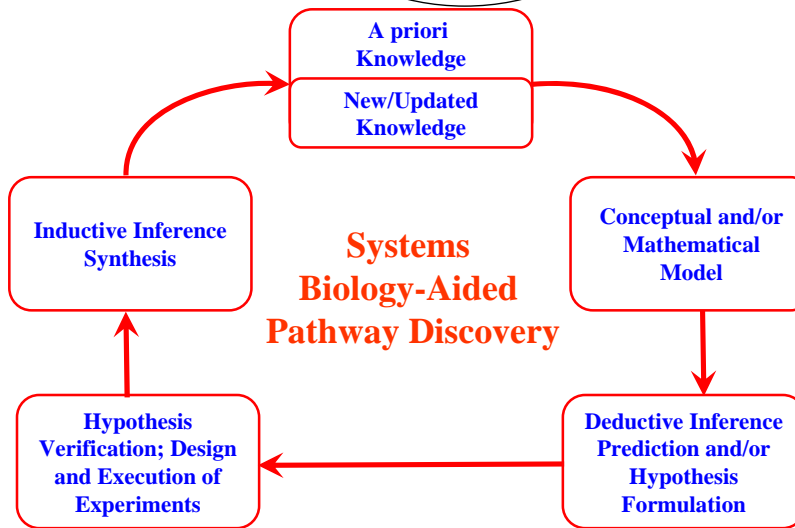 A priori
Knowledge
New/Updated
Knowledge
Inductive Inference
Synthesis
Systems
Biology-Aided
Pathway Discovery
Conceptual and/or
Mathematical
Model
Hypothesis
Verification; Design
and Execution of
Experiments
Deductive Inference
Prediction and/or
Hypothesis
Formulation